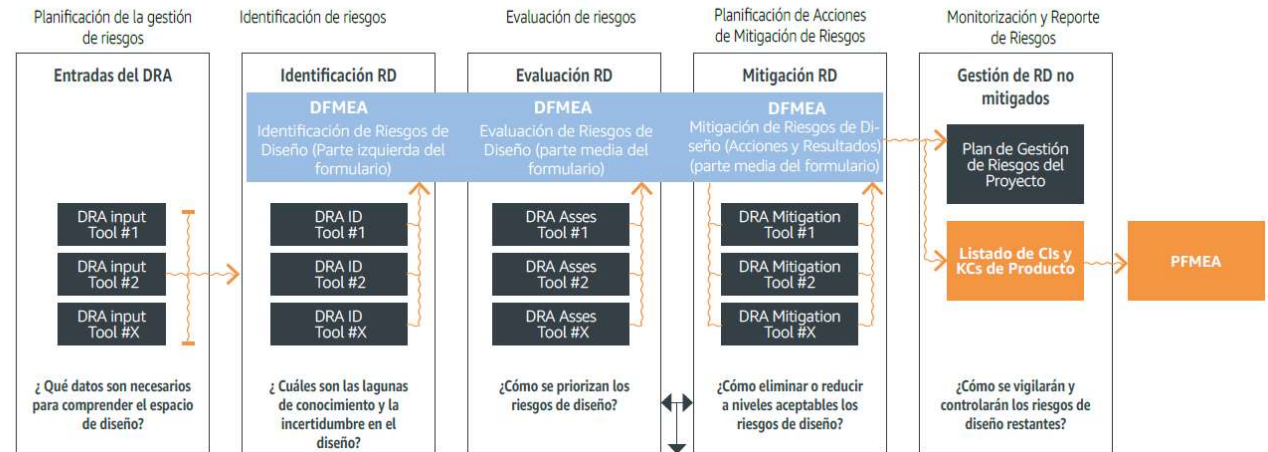 Planificación de la gestión
de riesgos
Identificación de riesgos
Evaluación de riesgos
Planificación de Acciones
de Mitigación de Riesgos
Monitorización y Reporte
de Riesgos
Entradas del DRA
DRA input
Tool #1
DRA input
Tool #2
DRA input
Tool #X
¿ Qué datos son necesarios
para comprender el espacio
de diseño?
Identificación RD
DFMEA
Identificación de Riesgos de
Diseño (Parte izquierda del
formulario)
DRA ID
Tool #1
DRA ID
Tool #2
DRA ID
Tool #X
¿ Cuáles son las lagunas
de conocimiento y la
incertidumbre en el
diseño?
Evaluación RD
DFMEA
Evaluación de Riesgos de
Diseño (parte media del
formulario)
DRA Asses
Tool #1
DRA Asses
Tool #2
DRA Asses
Tool #X
¿Cómo se priorizan los
riesgos de diseño?
Mitigación RD
DFMEA
Mitigación de Riesgos de Di-
seño (Acciones y Resultados)
(parte media del formulario)
DRA Mitigation
Tool #1
DRA Mitigation
Tool #2
DRA Mitigation
Tool #X
¿Cómo eliminar o reducir
a niveles aceptables los
riesgos de diseño?
Gestión de RD no
mitigados
Plan de Gestión
de Riesgos del
Proyecto
Listado de CIs y
KCs de Producto
¿Cómo se vigilarán y
controlarán los riesgos de
diseño restantes?
PFMEA